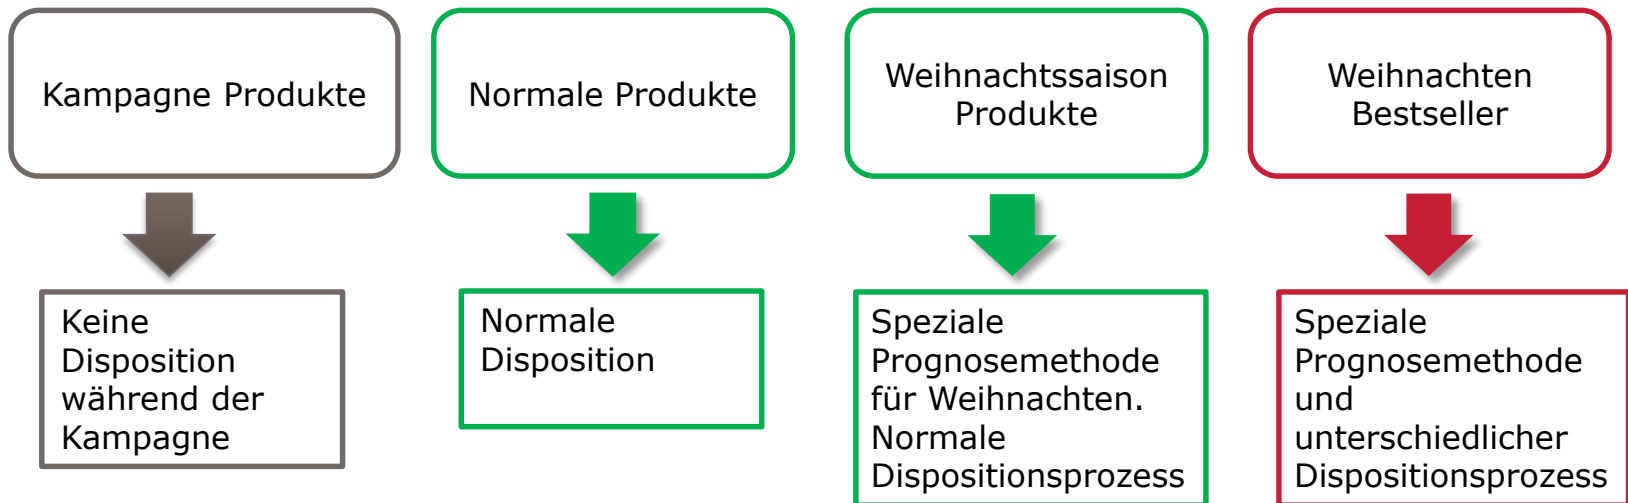 Kampagne Produkte
Normale Produkte
Weihnachtssaison
Produkte
Weihnachten
Bestseller
Keine
Disposition
während der
Kampagne
Normale
Disposition
Speziale
Prognosemethode
für Weihnachten.
Normale
Dispositionsprozess
Speziale
Prognosemethode
und
unterschiedlicher
Dispositionsprozess